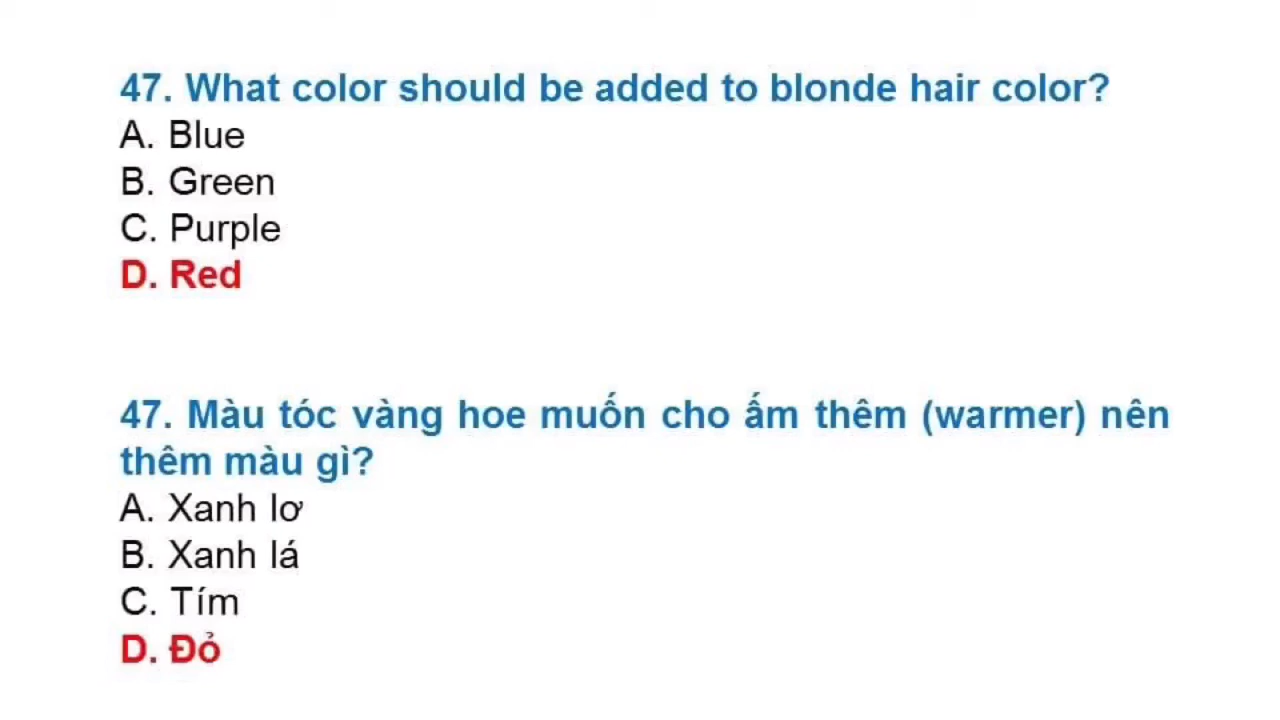 47. What color should be added to blonde hair color?
A. Blue
B. Green
C. Purple
D. Red
47. Màu tóc vàng hoe muốn cho ấm thêm (warmer) nên
thêm màu gì?
A. Xanh lơ
B. Xanh lá
C. Tím
D. Đỏ